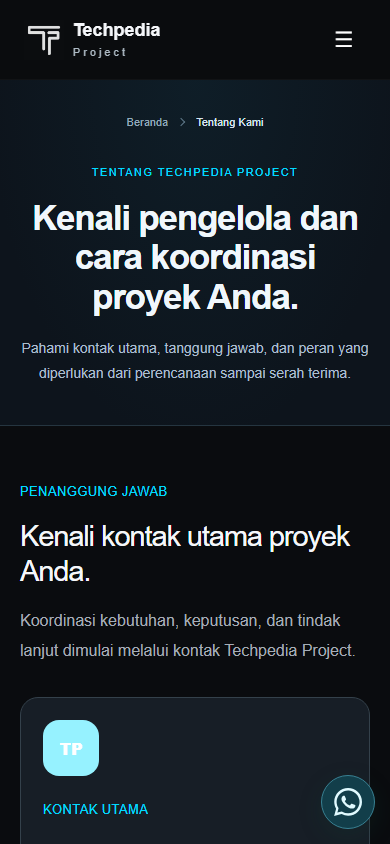 Techpedia
Project
Beranda > Tentang Kami
TENTANG TECHPEDIA PROJECT
Kenali pengelola dan
cara koordinasi
proyek Anda.
Pahami kontak utama, tanggung jawab, dan peran yang
diperlukan dari perencanaan sampai serah terima.
PENANGGUNG JAWAB
Kenali kontak utama proyek
Anda.
Koordinasi kebutuhan, keputusan, dan tindak
lanjut dimulai melalui kontak Techpedia Project.
TP
KONTAK UTAMA